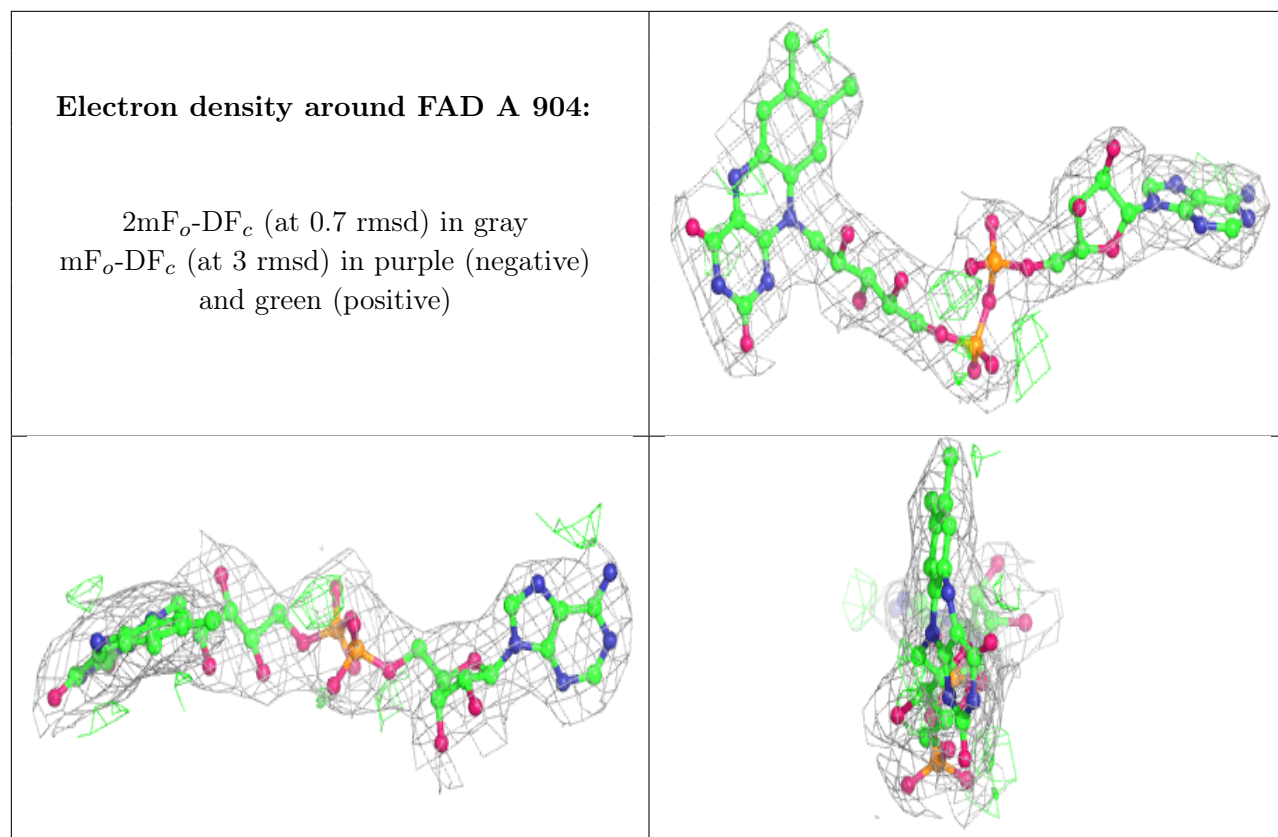 Electron density around FAD A 904:
2mFo-DFc (at 0.7 rmsd) in gray
mFo-DFc (at 3 rmsd) in purple (negative)
and green (positive)